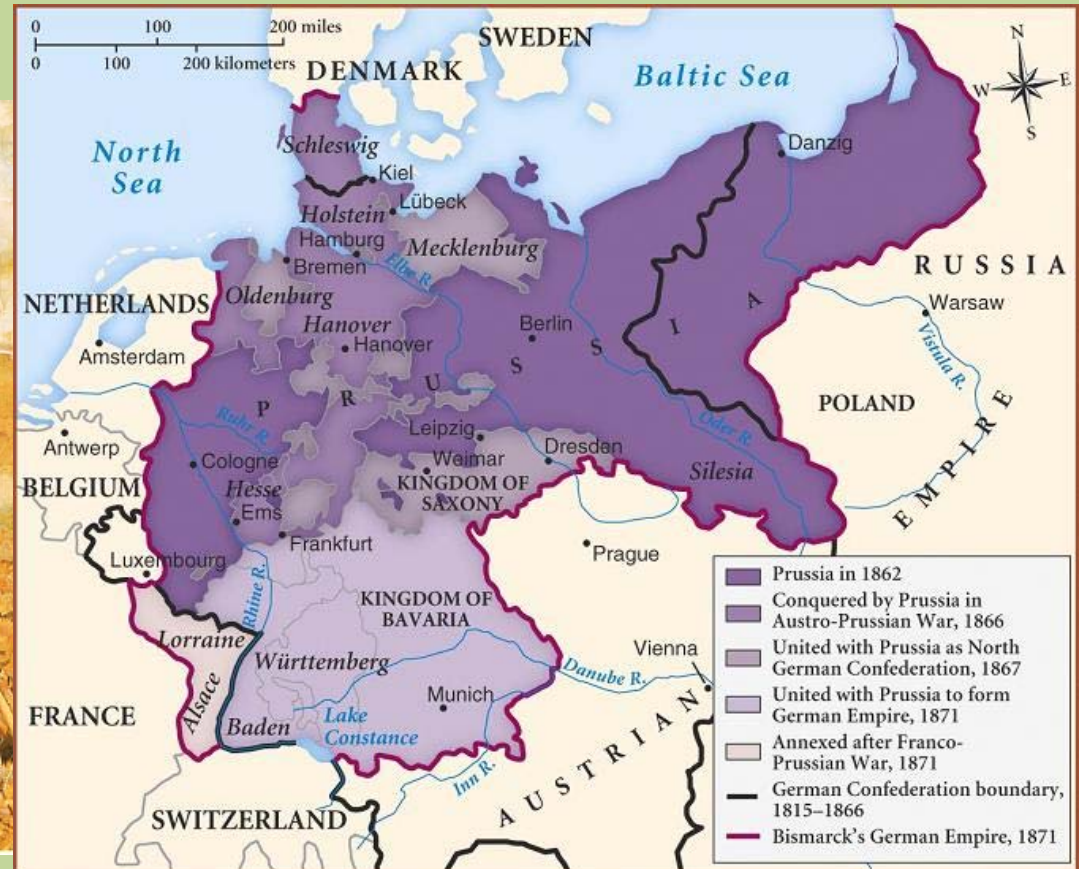 0 100 200 miles
0 100 200 kilometers
SWEDEN
DENMARK
Baltic Sea
N
W E
S
North
Sea
Schleswig
Kiel
Danzig
Holstein
Lübeck
Hamburg
Mecklenburg
Bremen
Elbe R.
RUSSIA
NETHERLANDS
Oldenburg
Hanover
Hanover
Berlin
Warsaw
Vistula R.
Amsterdam
PRUSSIA
POLAND
Ruhr R.
Oder R.
Antwerp
Leipzig
Dresden
Cologne
Weimar
Silesia
EMPIRE
BELGIUM
Hesse
KINGDOM OF
SAXONY
Ems
Frankfurt
Prague
Luxembourg
Rhine R.
KINGDOM OF
BAVARIA
Lorraine
Württemberg
Vienna
Danube R.
Alsace
Munich
FRANCE
Baden
Lake
Constance
Inn R.
AUSTRIAN
SWITZERLAND
Prussia in 1862
Conquered by Prussia in
Austro-Prussian War, 1866
United with Prussia as North
German Confederation, 1867
United with Prussia to form
German Empire, 1871
Annexed after Franco-
Prussian War, 1871
German Confederation boundary,
1815–1866
Bismarck's German Empire, 1871